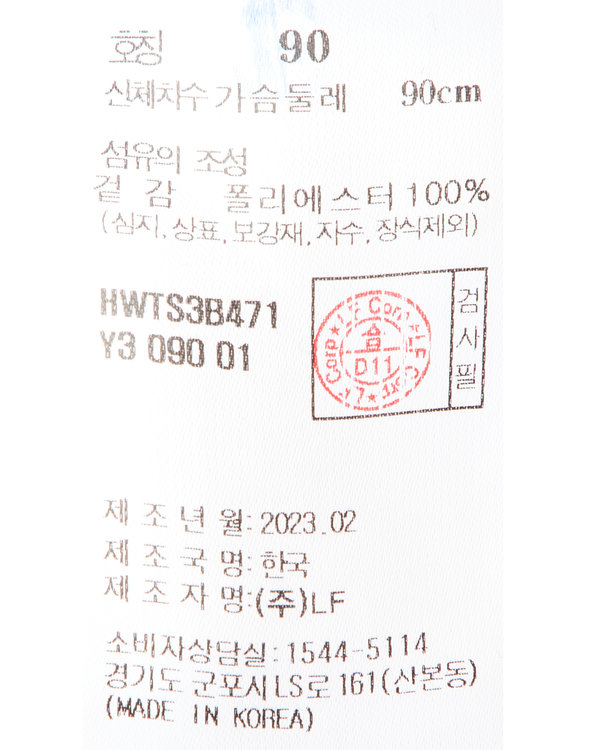 호칭 90
신체치수 가슴둘레 90cm
섬유의 조성
겉 감 폴리에스터 100%
(심지, 상표, 보강재, 자수, 장식제외)
HWTS3B471
Y3 090 01
LF Corp ★ LF C
숨
D11
검사필
제 조 년 월: 2023.02
제 조 국 명: 한국
제 조 자 명: (주)LF
소비자상담실: 1544-5114
경기도 군포시 LS로 161(산본동)
(MADE IN KOREA)